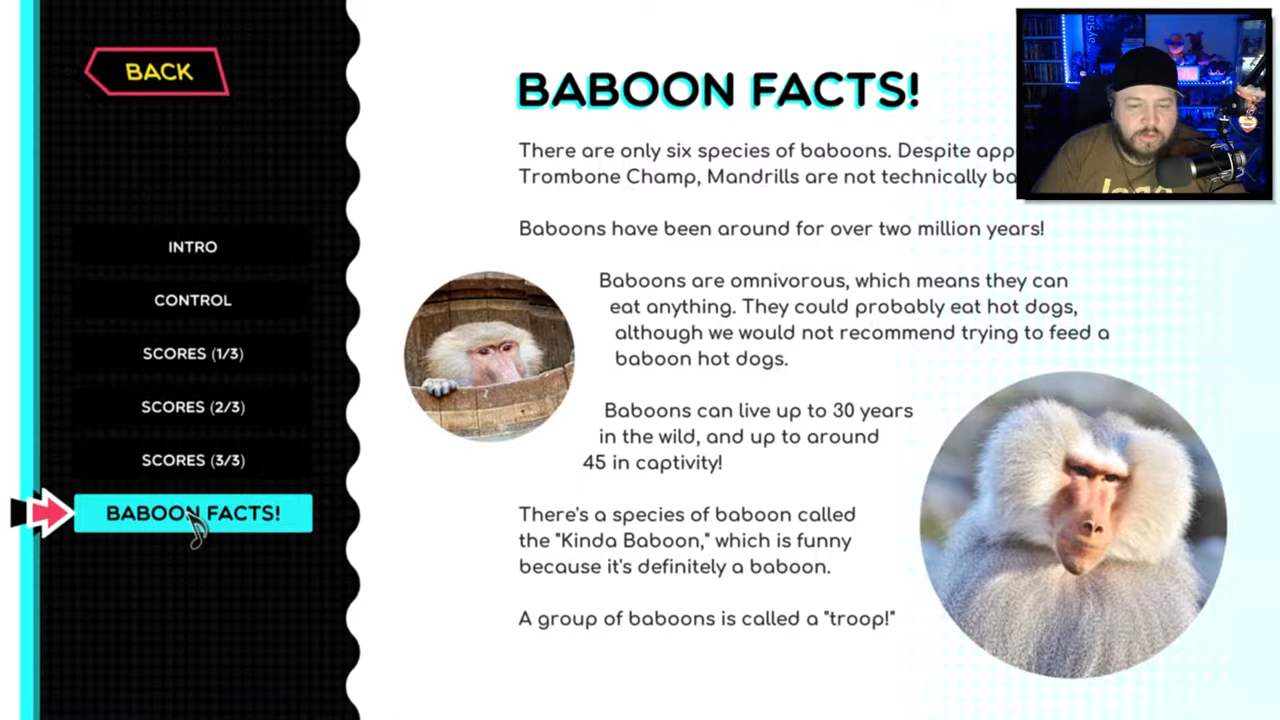 BACK
INTRO
CONTROL
SCORES (1/3)
SCORES (2/3)
SCORES (3/3)
BABOON FACTS!
BABOON FACTS!
There are only six species of baboons. Despite app
Trombone Champ, Mandrills are not technically ba
Baboons have been around for over two million years!
Baboons are omnivorous, which means they can
eat anything. They could probably eat hot dogs,
although we would not recommend trying to feed a
baboon hot dogs.
Baboons can live up to 30 years
in the wild, and up to around
45 in captivity!
There's a species of baboon called
the "Kinda Baboon," which is funny
because it's definitely a baboon.
A group of baboons is called a "troop!"